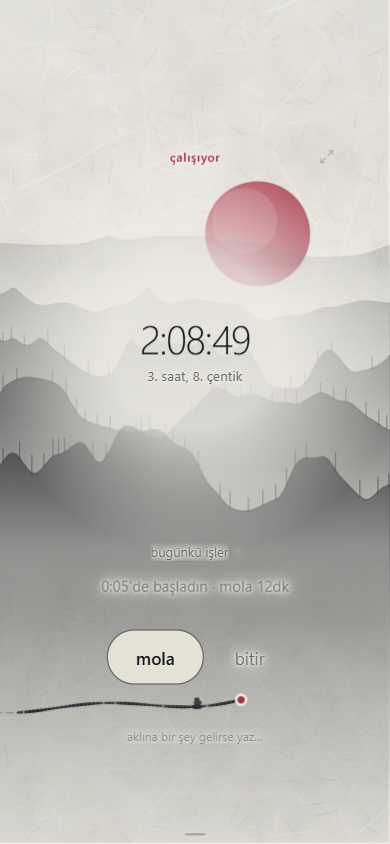 çalışıyor
2:08:49
3. saat, 8. çentik
bugünkü işler
0:05'de başladın · mola 12dk
mola
bitir
aklına bir şey gelirse yaz...